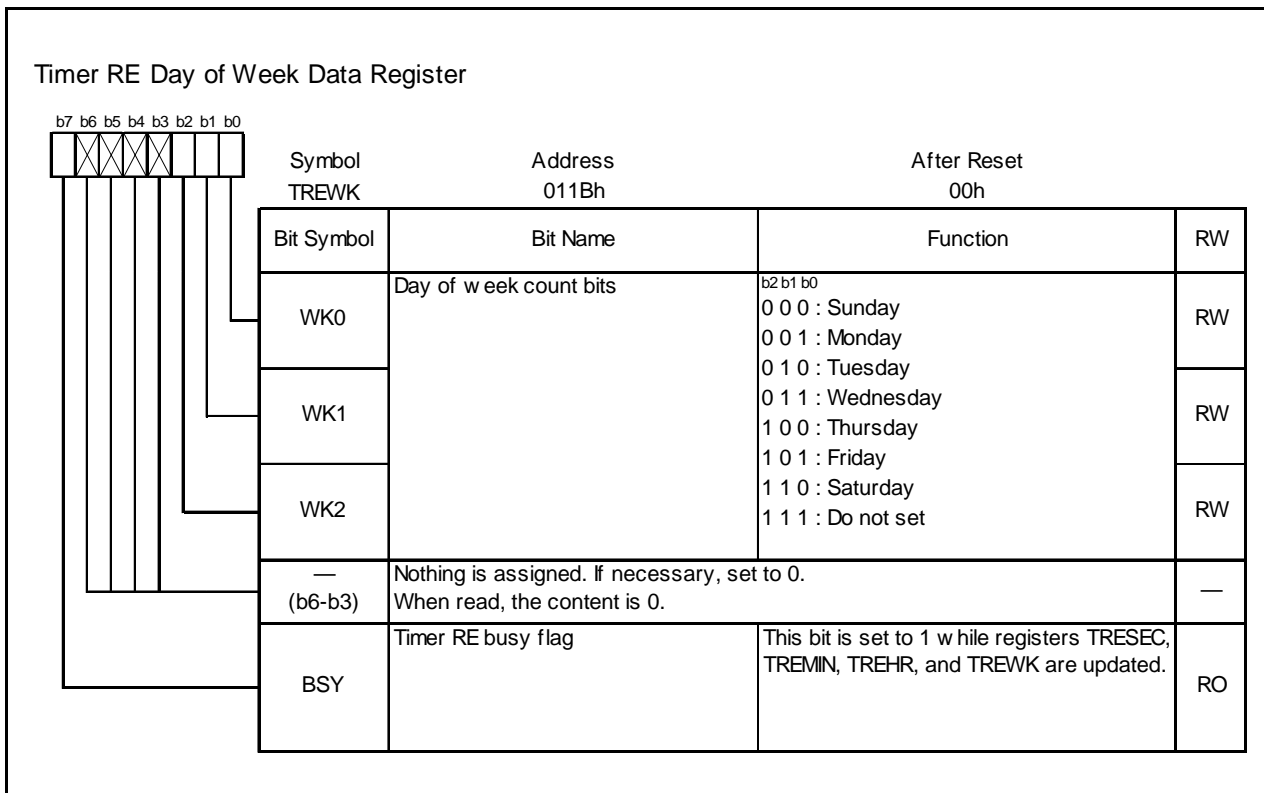 Timer RE Day of Week Data Register
b7 b6 b5 b4 b3 b2 b1 b0
Symbol Address After Reset
TREWK 011Bh 00h
Bit Symbol Bit Name Function RW
WK0 Day of week count bits b2 b1 b0 RW
0 0 0 : Sunday
0 0 1 : Monday
0 1 0 : Tuesday
WK1 0 1 1 : Wednesday RW
1 0 0 : Thursday
1 0 1 : Friday
WK2 1 1 0 : Saturday RW
1 1 1 : Do not set
— Nothing is assigned. If necessary, set to 0. —
(b6-b3) When read, the content is 0.
BSY Timer RE busy flag This bit is set to 1 while registers TRESEC, RO
TREMIN, TREHR, and TREWK are updated.